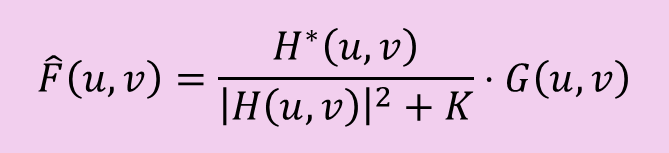 F̂(u,v) = H*(u,v) / |H(u,v)|² + K · G(u,v)